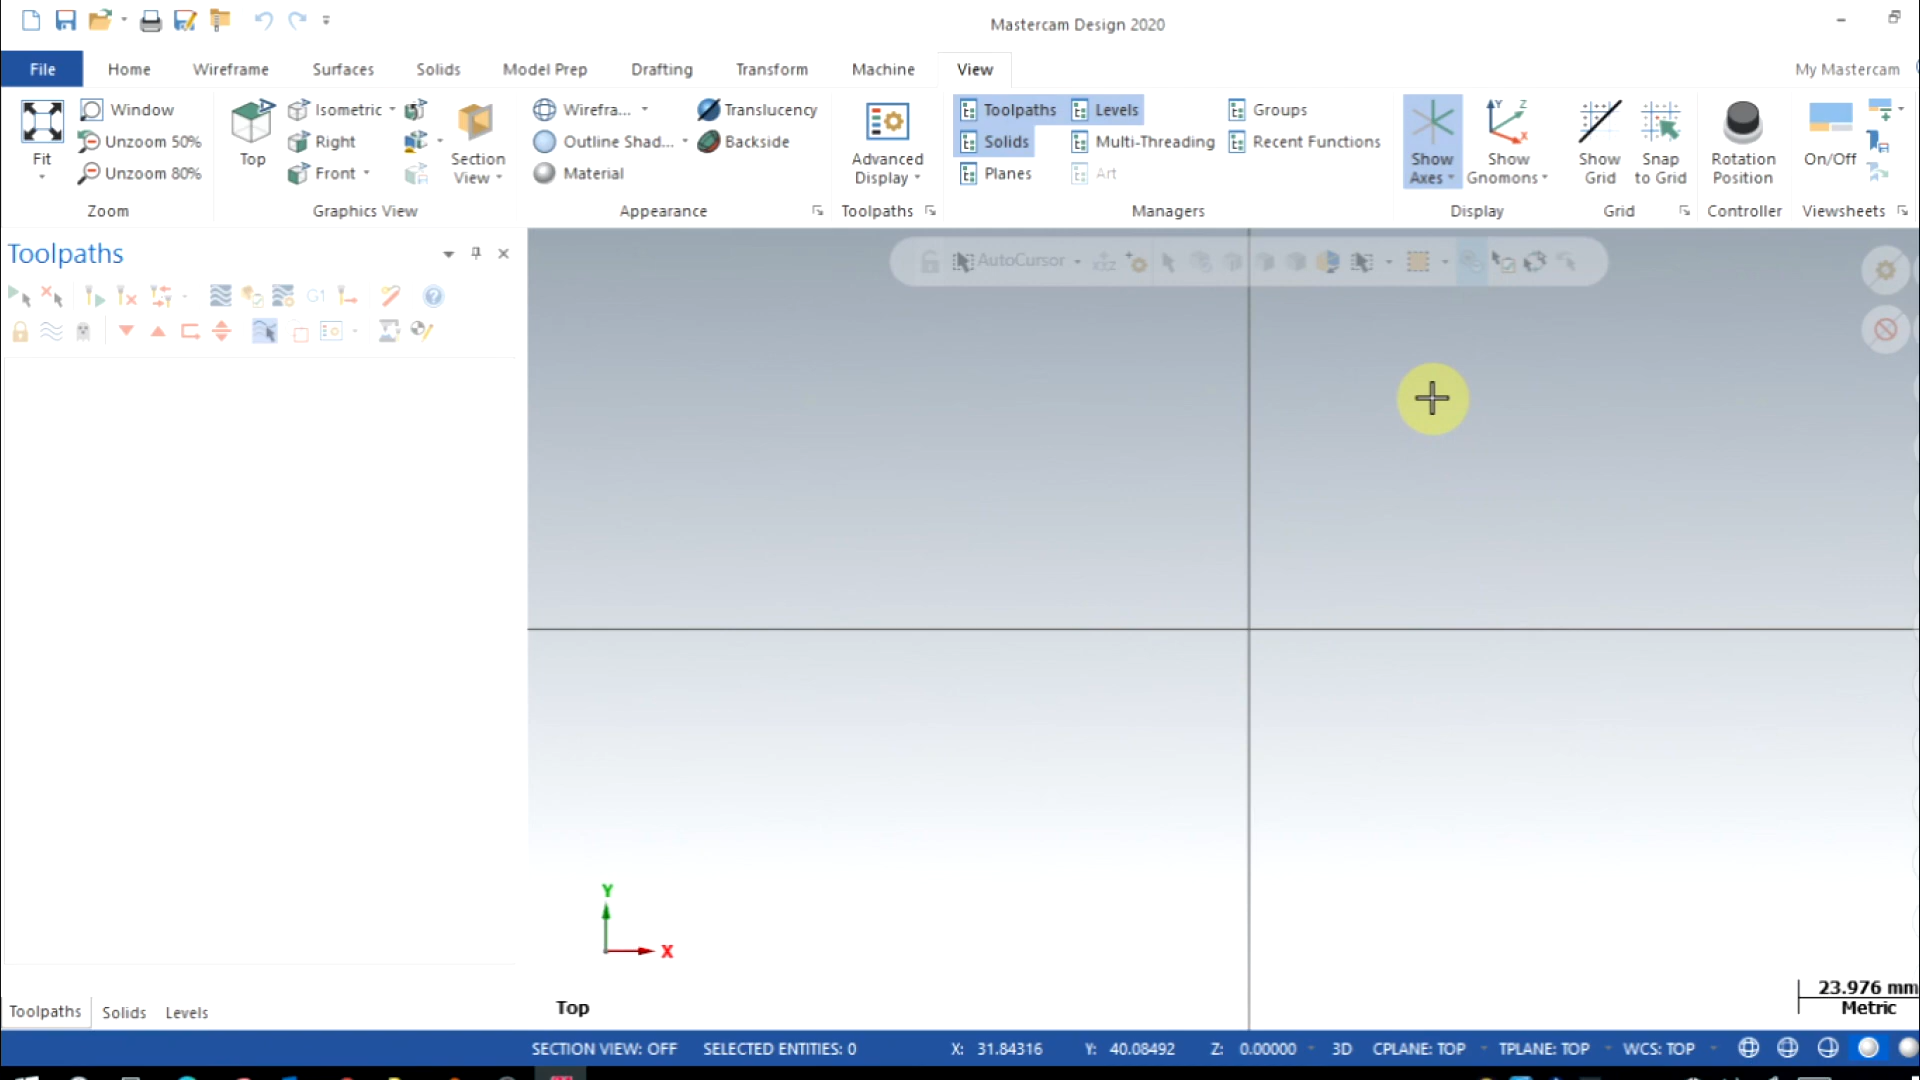 Mastercam Design 2020
File Home Wireframe Surfaces Solids Model Prep Drafting Transform Machine View My Mastercam
Window Isometric Wirefra... Translucency Toolpaths Levels Groups
Unzoom 50% Right Outline Shad... Backside Solids Multi-Threading Recent Functions
Fit Top Section View Advanced Display Show Axes Show Gnomons Show Grid Snap to Grid Rotation Position On/Off
Unzoom 80% Front Material Planes Art
Zoom Graphics View Appearance Toolpaths Managers Display Grid Controller Viewsheets
Toolpaths
AutoCursor
G1
Y
X
Top
23.976 mm
Metric
Toolpaths Solids Levels
SECTION VIEW: OFF SELECTED ENTITIES: 0 X: 31.84316 Y: 40.08492 Z: 0.00000 3D CPLANE: TOP TPLANE: TOP WCS: TOP